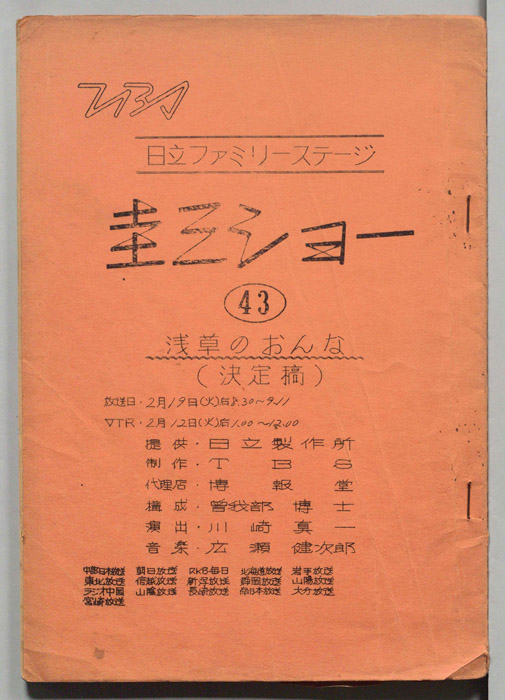 TBS
日立ファミリーステージ
圭三ショー
43
浅草のおんな
(決定稿)
放送日・2月19日(火)后8.30~9.11
VTR・2月12日(火)后1.00~12.00
提供・日立製作所
制作・TBS
代理店・博報堂
構成・曽我部博士
演出・川崎真一
音楽・広瀬健次郎
中部日本放送 朝日放送 RKB毎日 北海道放送 岩手放送
東北放送 信越放送 新潟放送 静岡放送 山陽放送
ラジオ中国 山陰放送 長崎放送 南日本放送 大分放送
宮崎放送